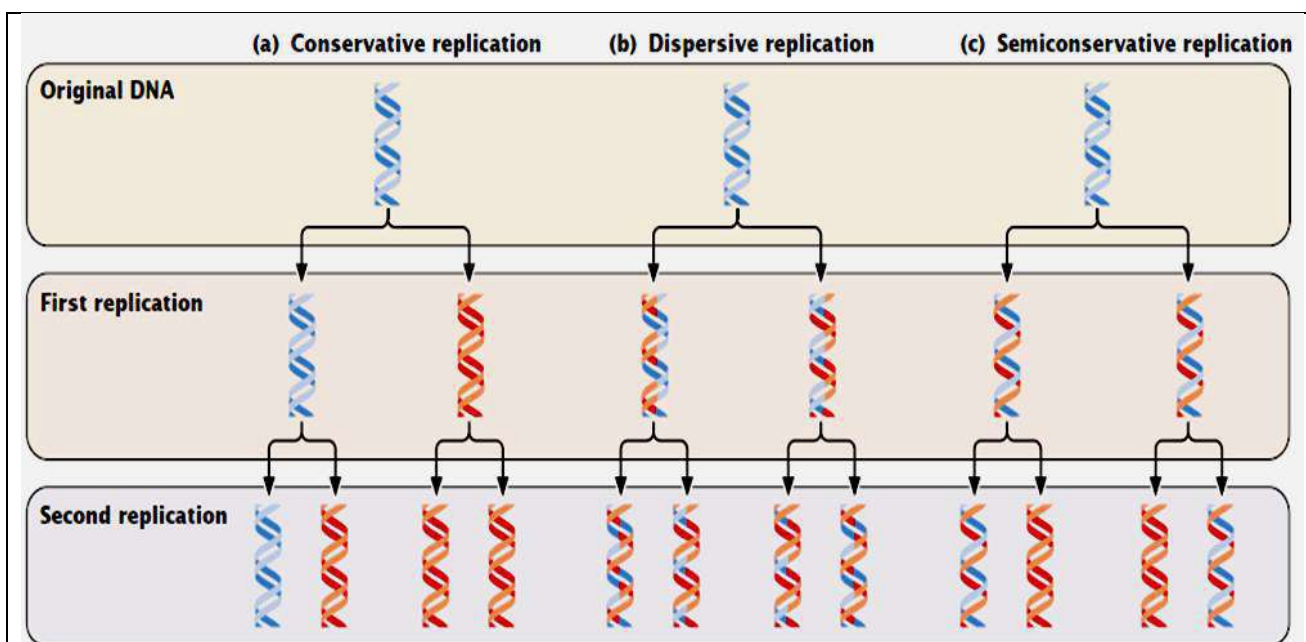 (a) Conservative replication (b) Dispersive replication (c) Semiconservative replication
Original DNA
First replication
Second replication